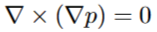 ∇ × (∇p) = 0